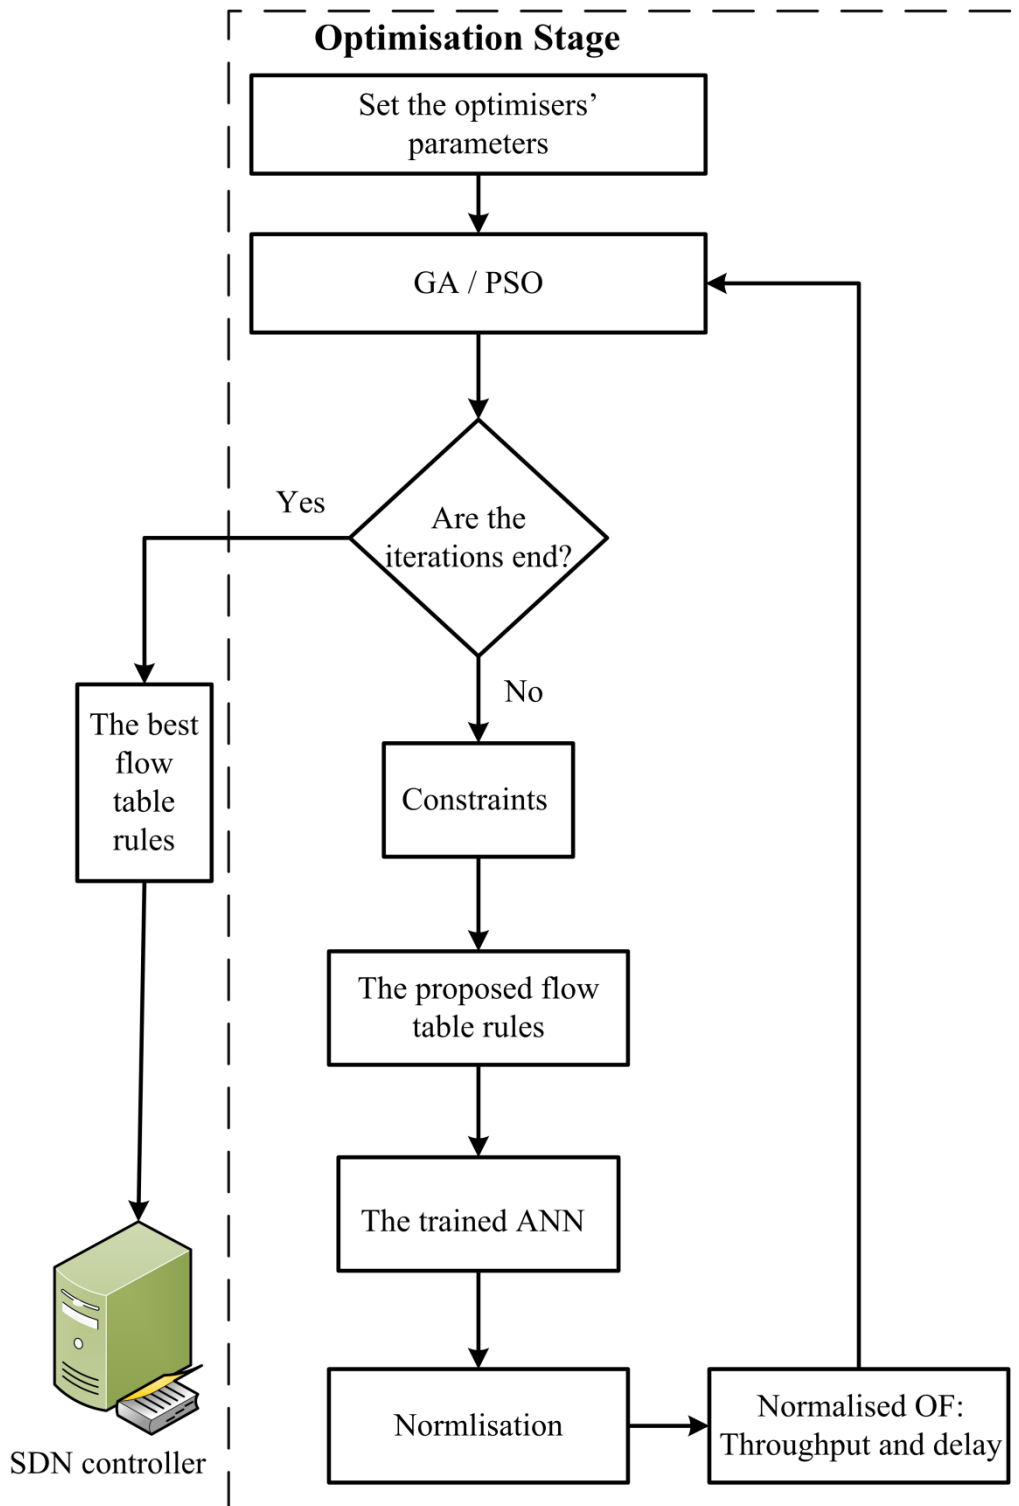 Optimisation Stage
Set the optimisers’
parameters
GA / PSO
Are the
iterations end?
Yes
No
The best
flow
table
rules
Constraints
The proposed flow
table rules
The trained ANN
Normlisation
Normalised OF:
Throughput and delay
SDN controller